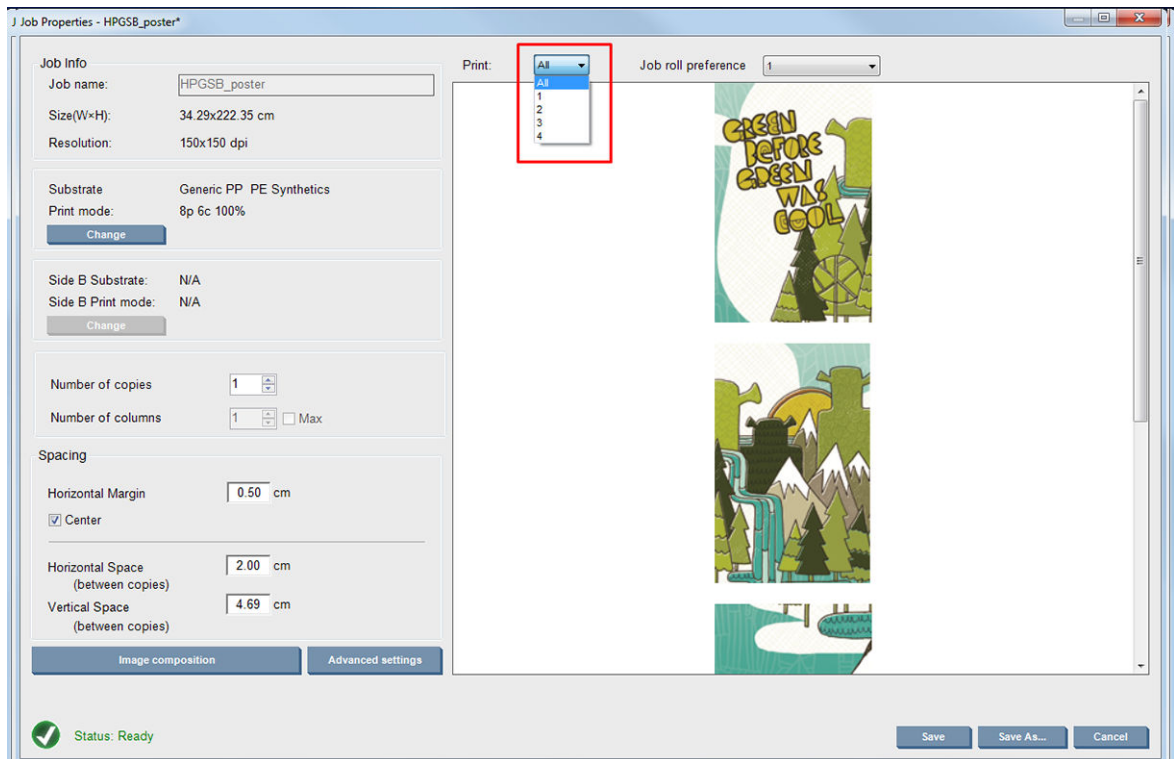 J Job Properties - HPGSB_poster*
Job Info
Job name: HPGSB_poster
Size(W×H): 34.29x222.35 cm
Resolution: 150x150 dpi
Substrate Generic PP PE Synthetics
Print mode: 8p 6c 100%
Change
Side B Substrate: N/A
Side B Print mode: N/A
Change
Number of copies 1
Number of columns 1 Max
Spacing
Horizontal Margin 0.50 cm
Center
Horizontal Space 2.00 cm
(between copies)
Vertical Space 4.69 cm
(between copies)
Image composition Advanced settings
Print: All Job roll preference 1
All
1
2
3
4
GREEN
BEFORE
GREEN
WAS
COOL
Status: Ready
Save Save As... Cancel